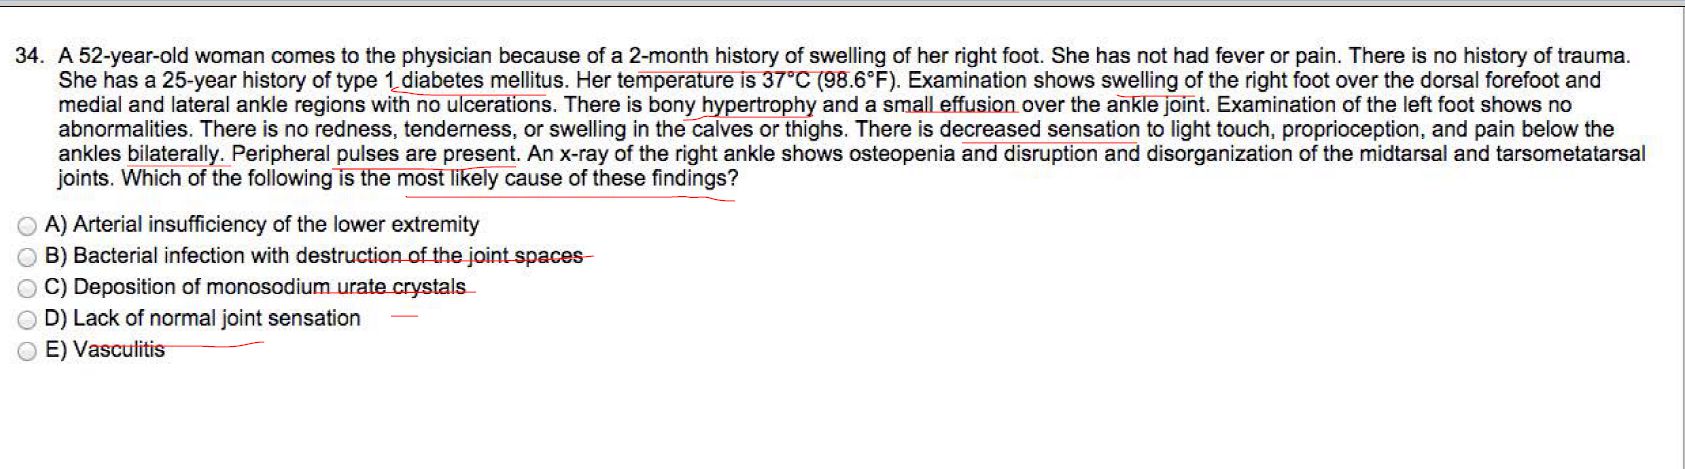 34. A 52-year-old woman comes to the physician because of a 2-month history of swelling of her right foot. She has not had fever or pain. There is no history of trauma.
She has a 25-year history of type 1 diabetes mellitus. Her temperature is 37°C (98.6°F). Examination shows swelling of the right foot over the dorsal forefoot and
medial and lateral ankle regions with no ulcerations. There is bony hypertrophy and a small effusion over the ankle joint. Examination of the left foot shows no
abnormalities. There is no redness, tenderness, or swelling in the calves or thighs. There is decreased sensation to light touch, proprioception, and pain below the
ankles bilaterally. Peripheral pulses are present. An x-ray of the right ankle shows osteopenia and disruption and disorganization of the midtarsal and tarsometatarsal
joints. Which of the following is the most likely cause of these findings?
A) Arterial insufficiency of the lower extremity
B) Bacterial infection with destruction of the joint spaces
C) Deposition of monosodium urate crystals
D) Lack of normal joint sensation
E) Vasculitis